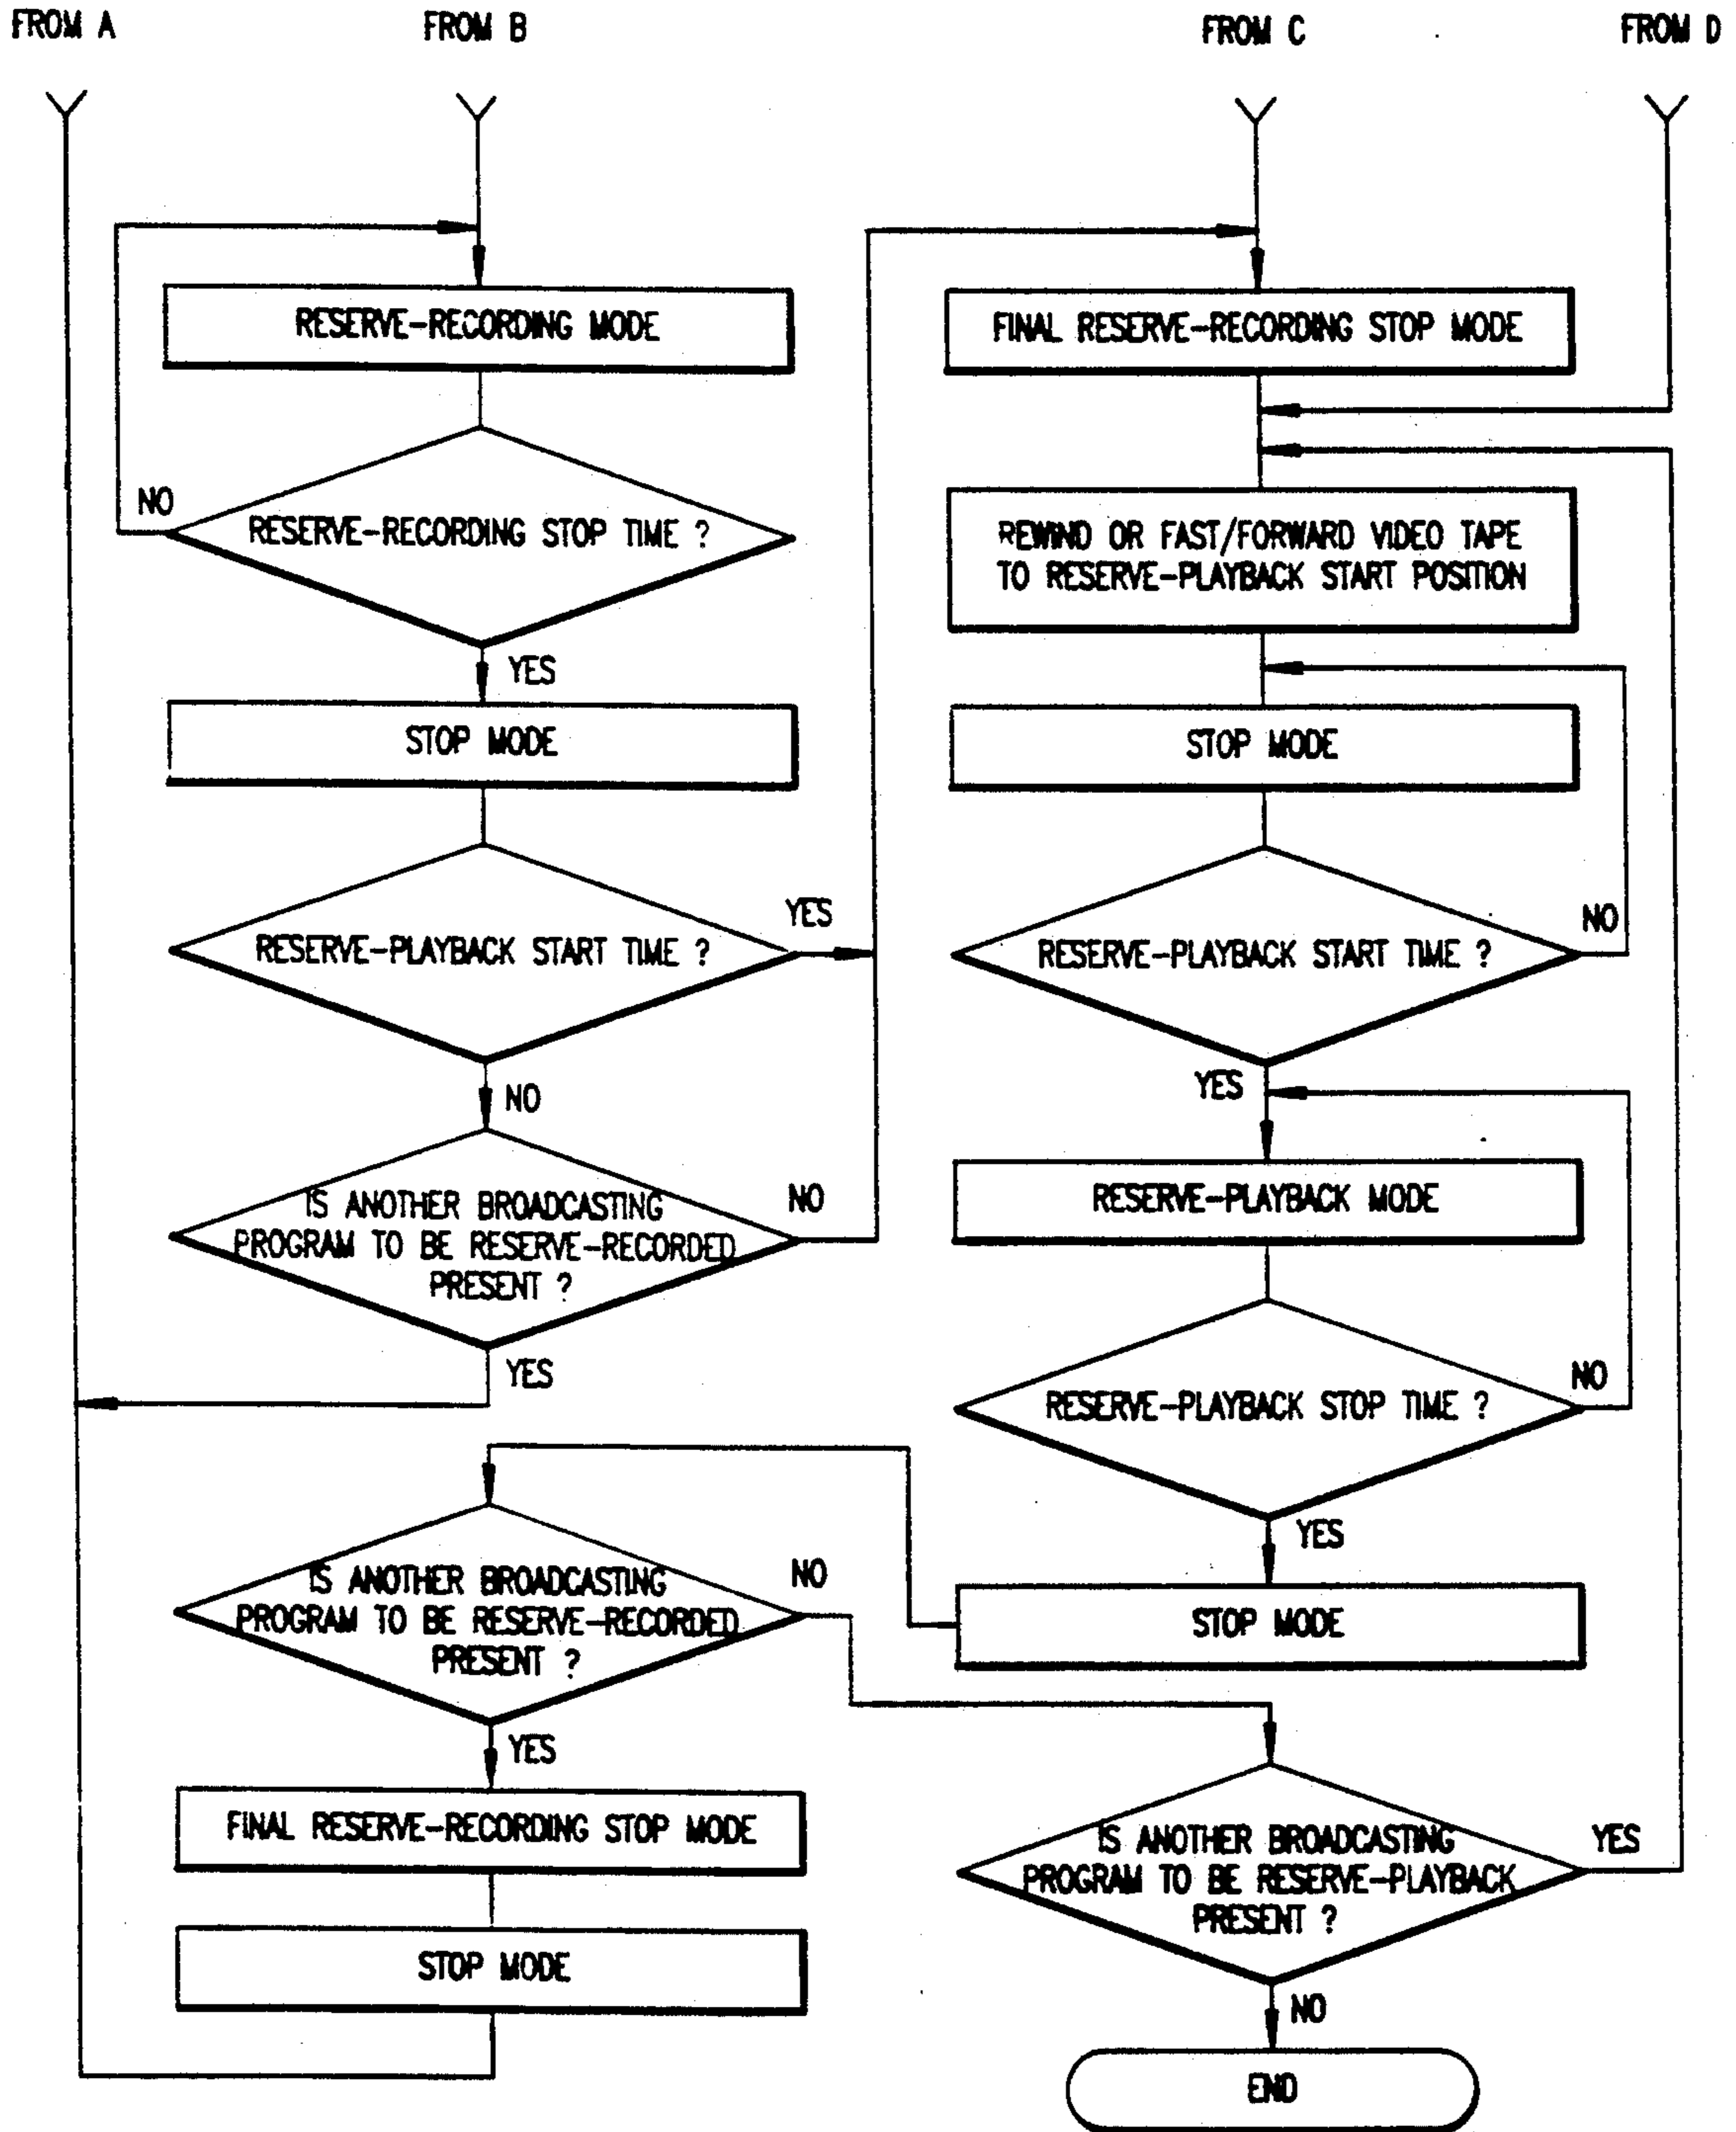 FROM A
FROM B
FROM C
FROM D
RESERVE-RECORDING MODE
RESERVE-RECORDING STOP TIME ?
NO
YES
STOP MODE
RESERVE-PLAYBACK START TIME ?
YES
NO
IS ANOTHER BROADCASTING
PROGRAM TO BE RESERVE-RECORDED
PRESENT ?
NO
YES
FINAL RESERVE-RECORDING STOP MODE
REWIND OR FAST/FORWARD VIDEO TAPE
TO RESERVE-PLAYBACK START POSITION
STOP MODE
RESERVE-PLAYBACK START TIME ?
NO
YES
RESERVE-PLAYBACK MODE
RESERVE-PLAYBACK STOP TIME ?
NO
YES
STOP MODE
IS ANOTHER BROADCASTING
PROGRAM TO BE RESERVE-RECORDED
PRESENT ?
NO
YES
FINAL RESERVE-RECORDING STOP MODE
STOP MODE
IS ANOTHER BROADCASTING
PROGRAM TO BE RESERVE-PLAYBACK
PRESENT ?
YES
NO
END